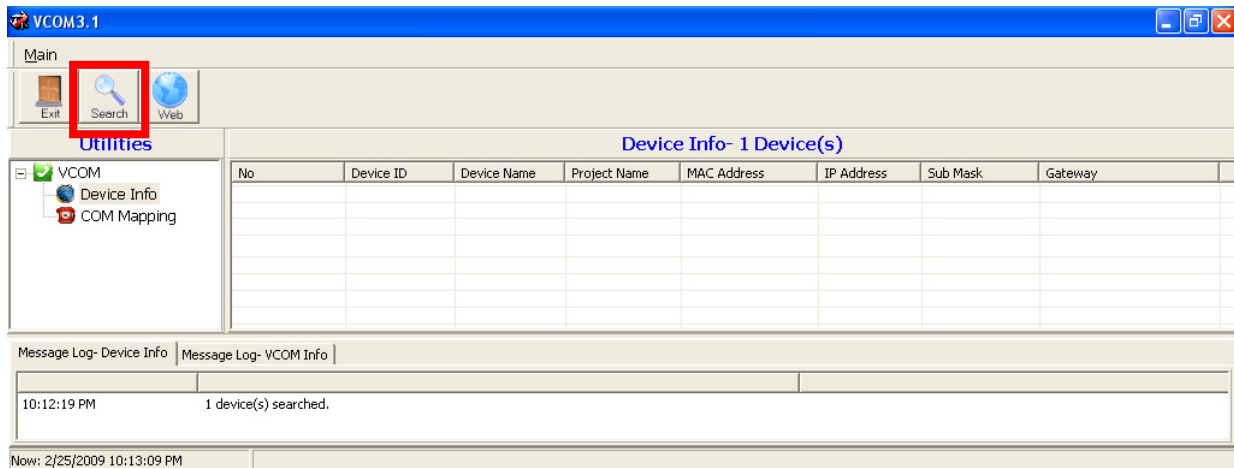 VCOM3.1
Main
Exit Search Web
Utilities
Device Info- 1 Device(s)
VCOM
Device Info
COM Mapping
No Device ID Device Name Project Name MAC Address IP Address Sub Mask Gateway
Message Log- Device Info Message Log- VCOM Info
10:12:19 PM 1 device(s) searched.
Now: 2/25/2009 10:13:09 PM